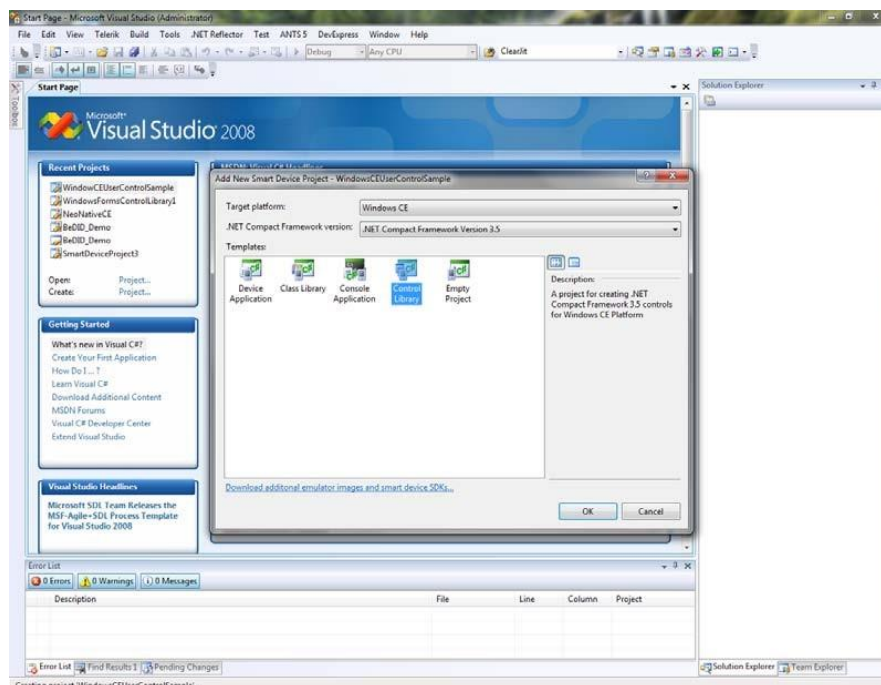 Start Page - Microsoft Visual Studio (Administrator)
File Edit View Telerik Build Tools .NET Reflector Test ANTS 5 DevExpress Window Help
Debug Any CPU ClearIt
Toolbox
Start Page
Solution Explorer
Microsoft
Visual Studio 2008
Recent Projects
WindowCEUserControlSample
WindowsFormsControlLibrary1
NeoNativeCE
BeDID_Demo
BeDID_Demo
SmartDeviceProject3
Open: Project...
Create: Project...
Getting Started
What's new in Visual C#?
Create Your First Application
How Do I ... ?
Learn Visual C#
Download Additional Content
MSDN Forums
Visual C# Developer Center
Extend Visual Studio
Visual Studio Headlines
Microsoft SDL Team Releases the
MSF-Agile+SDL Process Template
for Visual Studio 2008
MSDN: Visual C# Headlines
Add New Smart Device Project - WindowsCEUserControlSample
Target platform: Windows CE
.NET Compact Framework version: .NET Compact Framework Version 3.5
Templates:
Device Application
Class Library
Console Application
Control Library
Empty Project
Description:
A project for creating .NET
Compact Framework 3.5 controls
for Windows CE Platform
Download additonal emulator images and smart device SDKs...
OK Cancel
Error List
0 Errors 0 Warnings 0 Messages
Description File Line Column Project
Error List Find Results 1 Pending Changes
Solution Explorer Team Explorer
Creating project 'WindowCEUserControlSample'